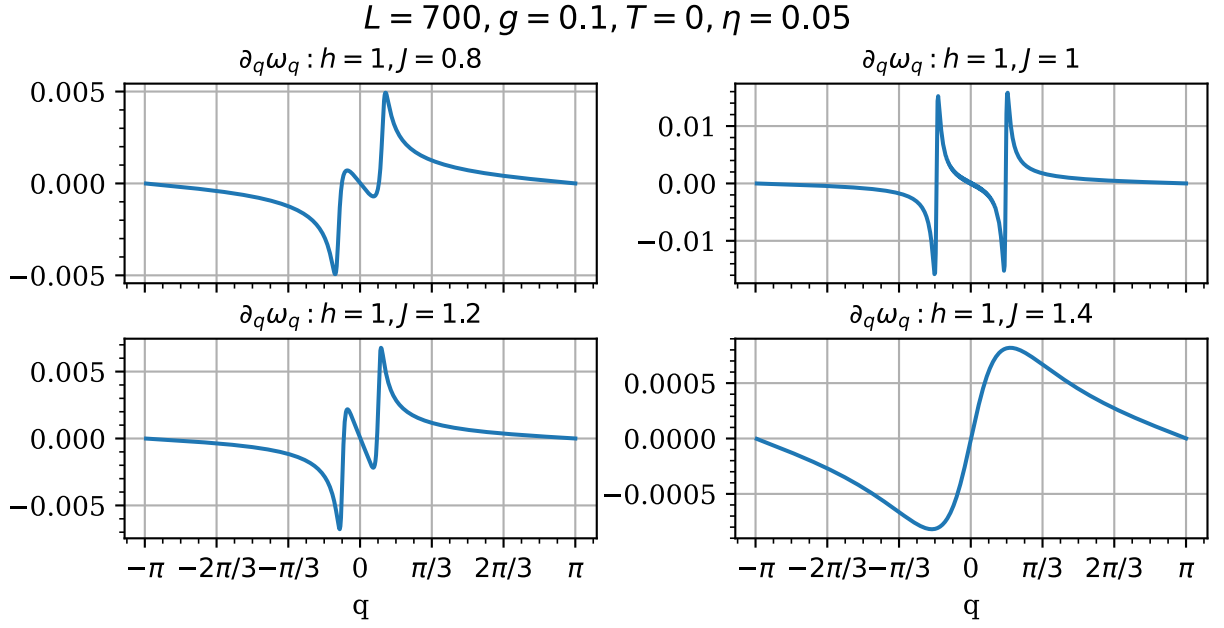 L = 700, g = 0.1, T = 0, η = 0.05
∂qωq : h = 1, J = 0.8
0.005
0.000
−0.005
∂qωq : h = 1, J = 1
0.01
0.00
−0.01
∂qωq : h = 1, J = 1.2
0.005
0.000
−0.005
−π −2π/3 −π/3 0 π/3 2π/3 π
q
∂qωq : h = 1, J = 1.4
0.0005
0.0000
−0.0005
−π −2π/3 −π/3 0 π/3 2π/3 π
q